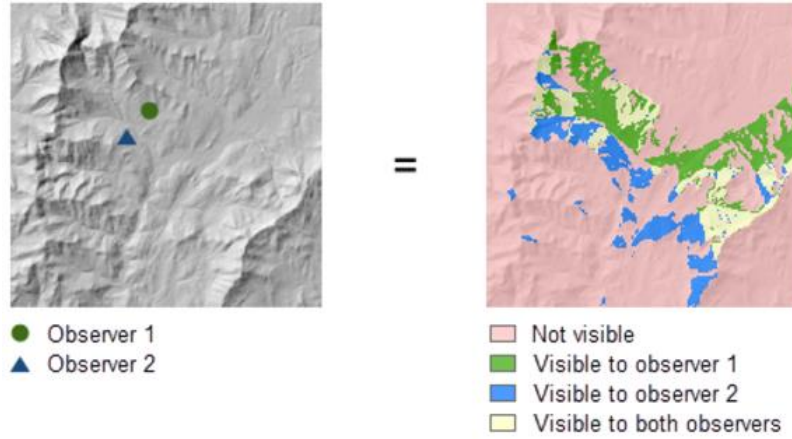 =
Observer 1
Observer 2
Not visible
Visible to observer 1
Visible to observer 2
Visible to both observers